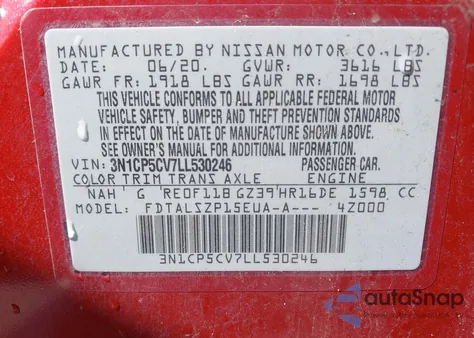 MANUFACTURED BY NISSAN MOTOR CO.,LTD.
DATE: 06/20. GVWR: 3616 LBS
GAWR FR: 1918 LBS GAWR RR: 1698 LBS
THIS VEHICLE CONFORMS TO ALL APPLICABLE FEDERAL MOTOR
VEHICLE SAFETY, BUMPER AND THEFT PREVENTION STANDARDS
IN EFFECT ON THE DATE OF MANUFACTURE SHOWN ABOVE.
SEE OWNER'S MANUAL FOR ADDITIONAL INFORMATION.
VIN: 3N1CP5CV7LL530246 PASSENGER CAR.
COLOR TRIM TRANS AXLE ENGINE
NAH G RE0F11B GZ39 HR16DE 1598 CC
MODEL: FDTALSZP15EUA-A--- 4Z000
3N1CP5CV7LL530246
autoSnap